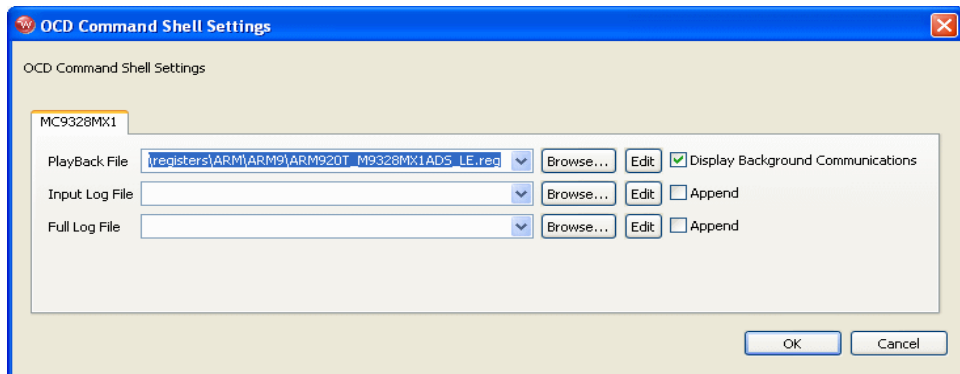 OCD Command Shell Settings
OCD Command Shell Settings
MC9328MX1
PlayBack File \registers\ARM\ARM9\ARM920T_M9328MX1ADS_LE.reg Browse... Edit Display Background Communications
Input Log File Browse... Edit Append
Full Log File Browse... Edit Append
OK Cancel